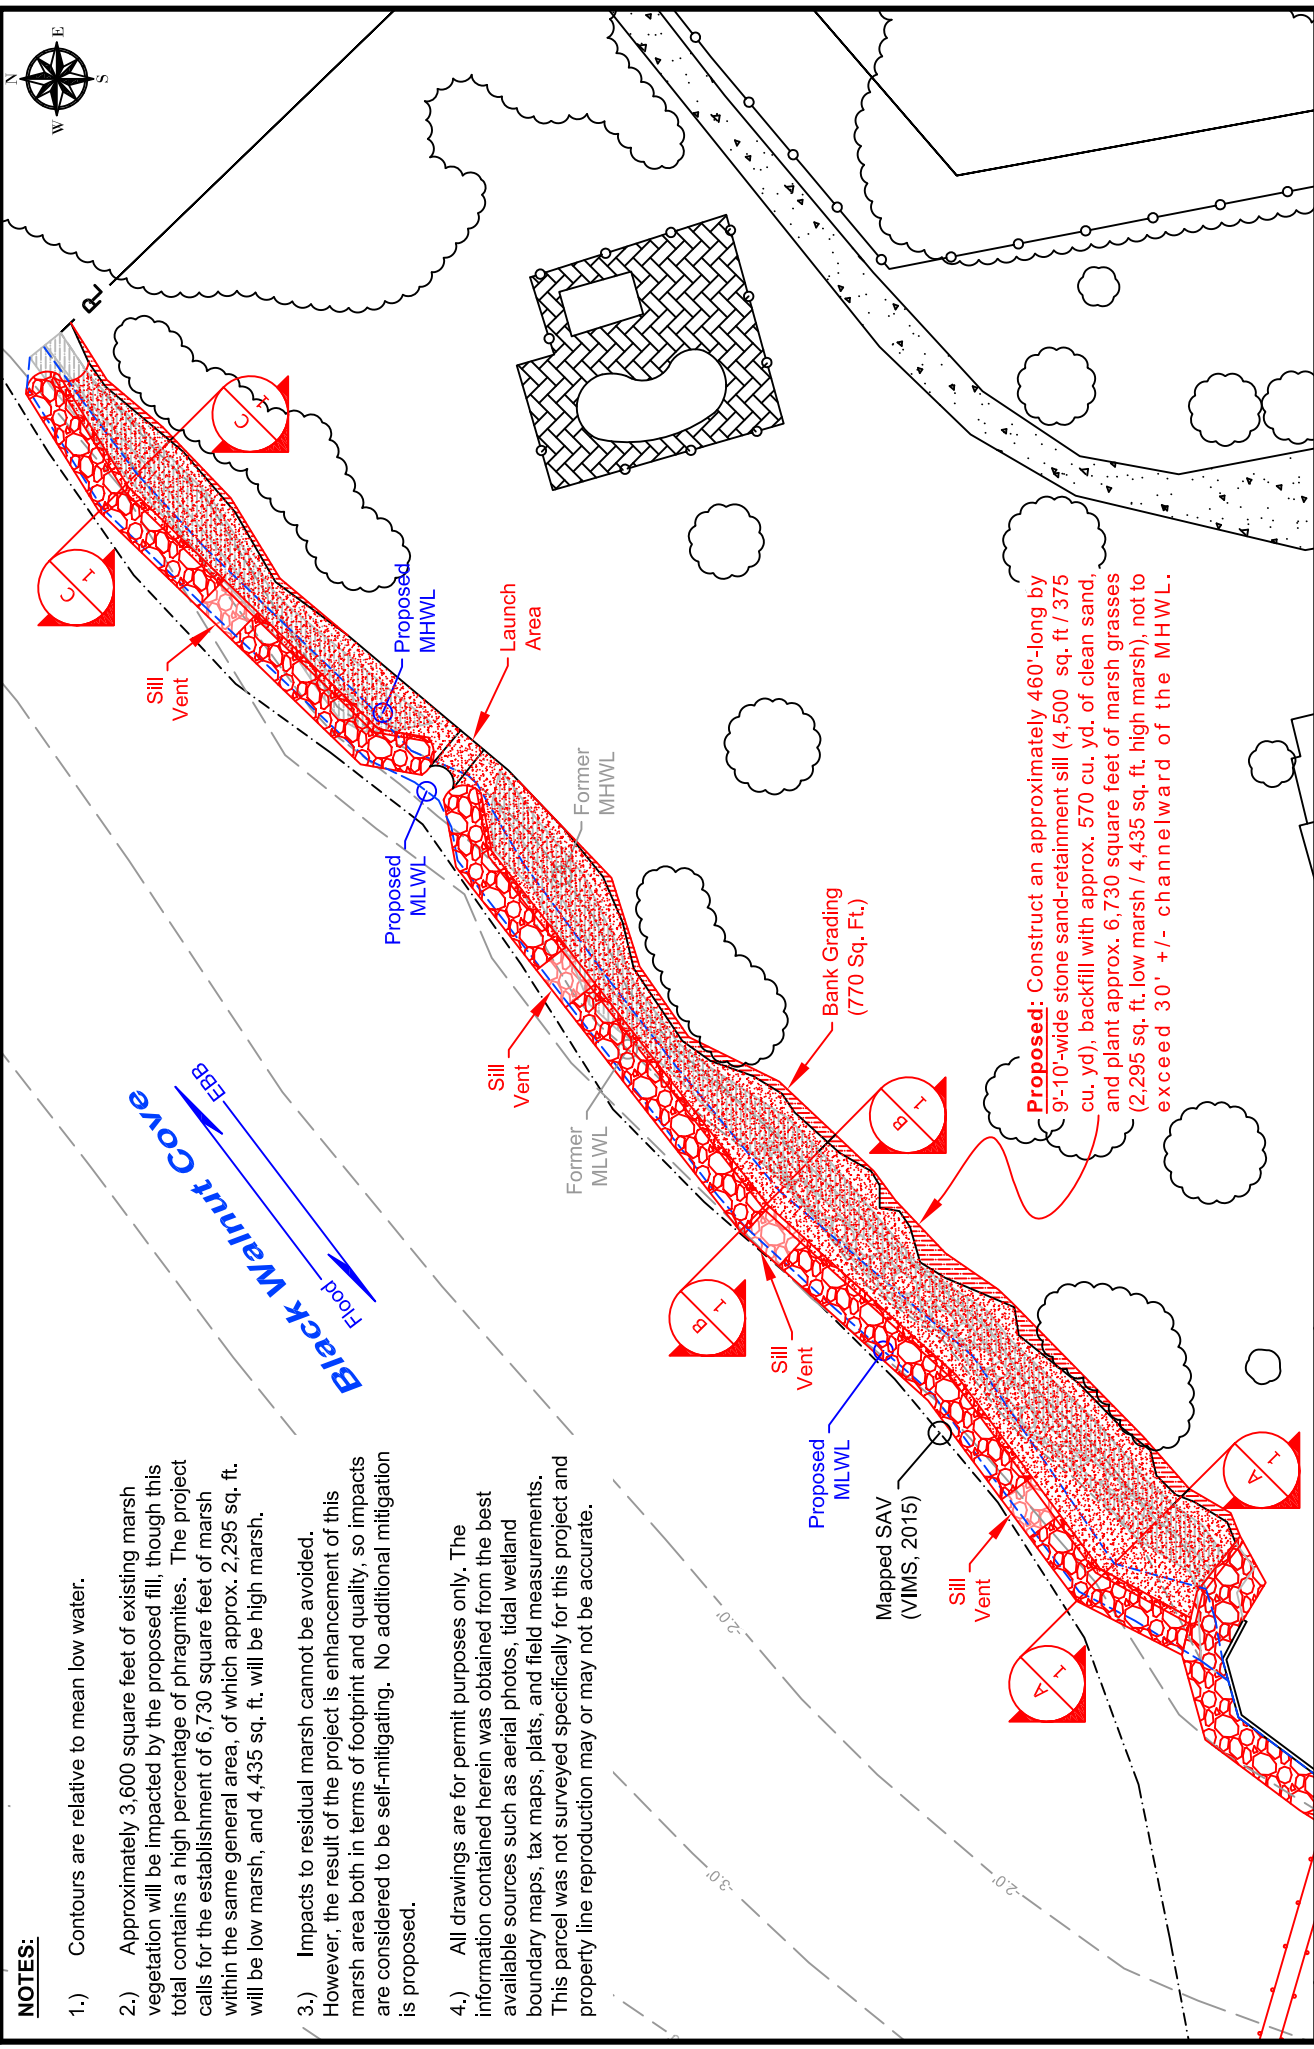 NOTES:
1.) Contours are relative to mean low water.
2.) Approximately 3,600 square feet of existing marsh
vegetation will be impacted by the proposed fill, though this
total contains a high percentage of phragmites. The project
calls for the establishment of 6,730 square feet of marsh
within the same general area, of which approx. 2,295 sq. ft.
will be low marsh, and 4,435 sq. ft. will be high marsh.
3.) Impacts to residual marsh cannot be avoided.
However, the result of the project is enhancement of this
marsh area both in terms of footprint and quality, so impacts
are considered to be self-mitigating. No additional mitigation
is proposed.
4.) All drawings are for permit purposes only. The
information contained herein was obtained from the best
available sources such as aerial photos, tidal wetland
boundary maps, tax maps, plats, and field measurements.
This parcel was not surveyed specifically for this project and
property line reproduction may or may not be accurate.
N
E
S
W
Black Walnut Cove
EBB
Flood
PL
C
1
C
1
Sill
Vent
Proposed
MHWL
Launch
Area
Proposed
MLWL
Former
MHWL
Sill
Vent
Former
MLWL
Bank Grading
(770 Sq. Ft.)
B
1
B
1
Sill
Vent
Proposed
MLWL
Mapped SAV
(VIMS, 2015)
Sill
Vent
A
1
A
1
-2.0'
-3.0'
-2.0'
Proposed: Construct an approximately 460'-long by
9'-10'-wide stone sand-retainment sill (4,500 sq. ft / 375
cu. yd), backfill with approx. 570 cu. yd. of clean sand,
and plant approx. 6,730 square feet of marsh grasses
(2,295 sq. ft. low marsh / 4,435 sq. ft. high marsh), not to
exceed 30' +/- channelward of the MHWL.